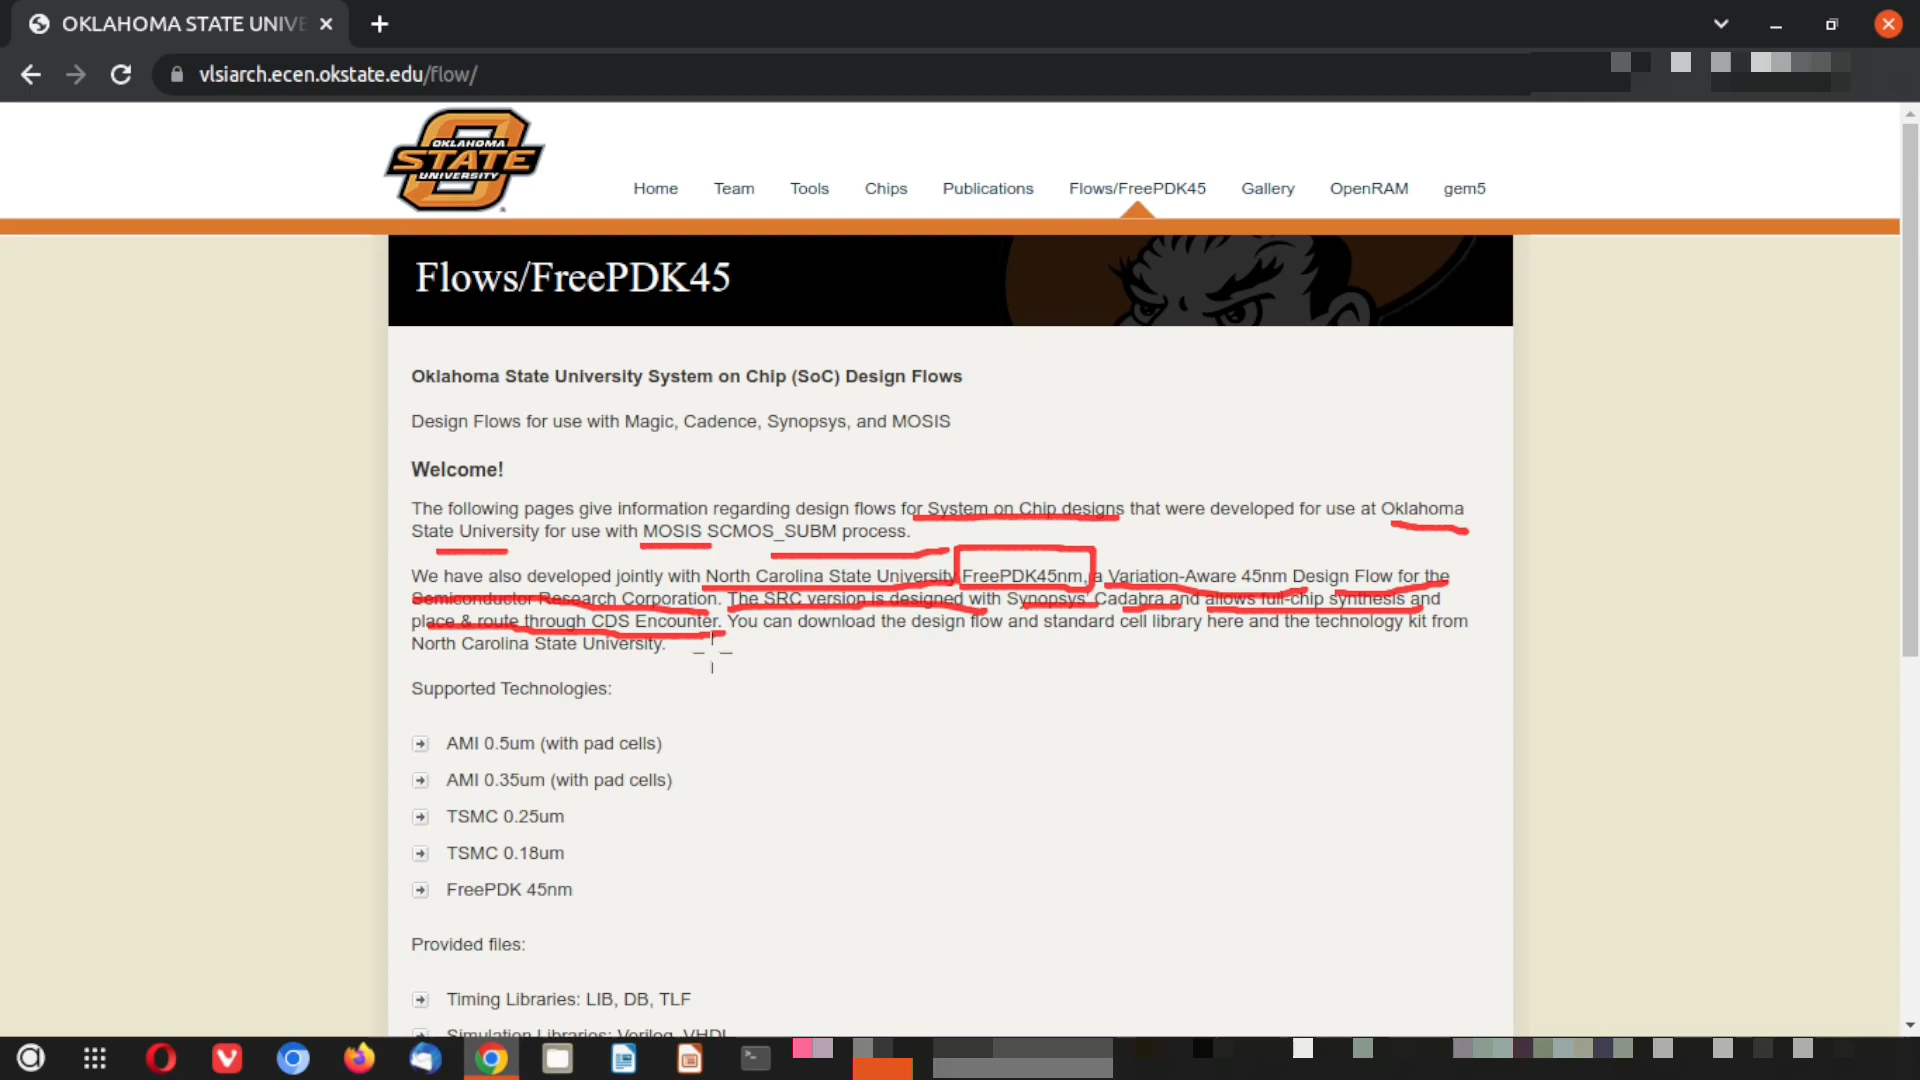 OKLAHOMA STATE UNIVE
vlsiarch.ecen.okstate.edu/flow/
OKLAHOMA
STATE
UNIVERSITY
Home Team Tools Chips Publications Flows/FreePDK45 Gallery OpenRAM gem5
Flows/FreePDK45
Oklahoma State University System on Chip (SoC) Design Flows
Design Flows for use with Magic, Cadence, Synopsys, and MOSIS
Welcome!
The following pages give information regarding design flows for System on Chip designs that were developed for use at Oklahoma
State University for use with MOSIS SCMOS_SUBM process.
We have also developed jointly with North Carolina State University FreePDK45nm, a Variation-Aware 45nm Design Flow for the
Semiconductor Research Corporation. The SRC version is designed with Synopsys' Cadabra and allows full-chip synthesis and
place & route through CDS Encounter. You can download the design flow and standard cell library here and the technology kit from
North Carolina State University.
Supported Technologies:
AMI 0.5um (with pad cells)
AMI 0.35um (with pad cells)
TSMC 0.25um
TSMC 0.18um
FreePDK 45nm
Provided files:
Timing Libraries: LIB, DB, TLF
Simulation Libraries: Verilog, VHDL